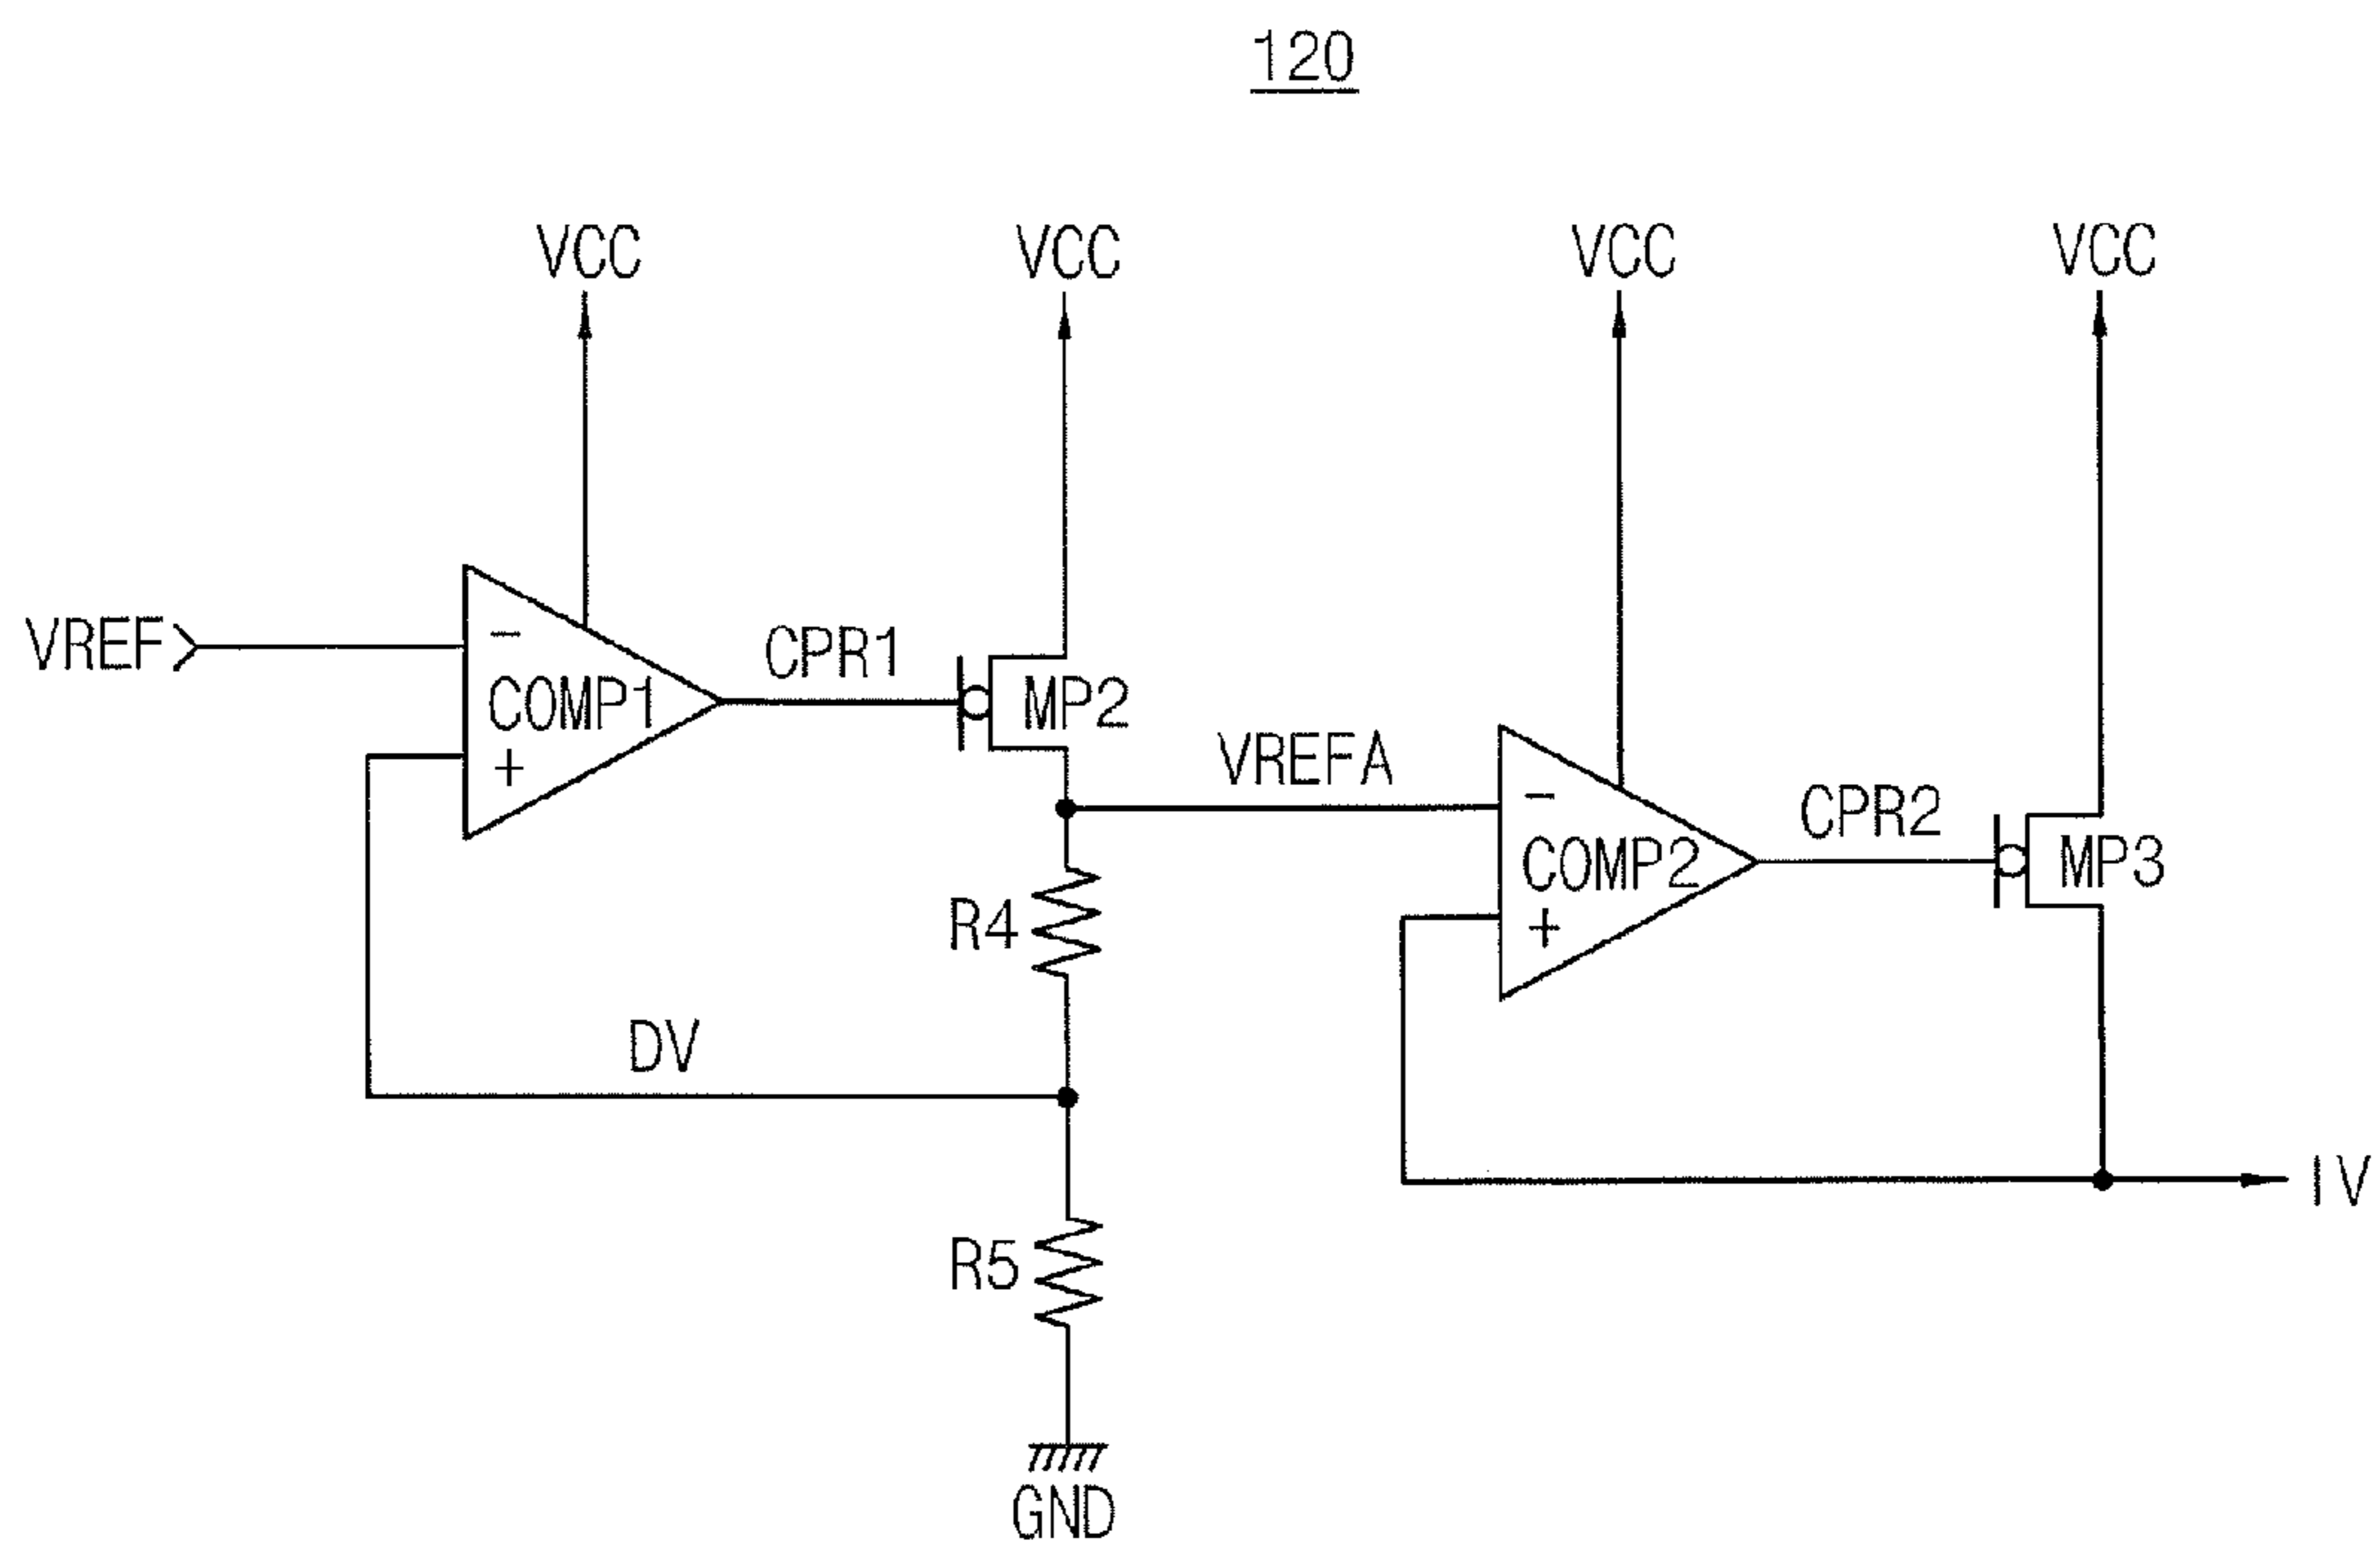 120
VCC VCC VCC VCC
VREF
-
COMP1
+
CPR1
MP2
VREFA
-
COMP2
+
CPR2
MP3
R4
DV
IV
R5
GND